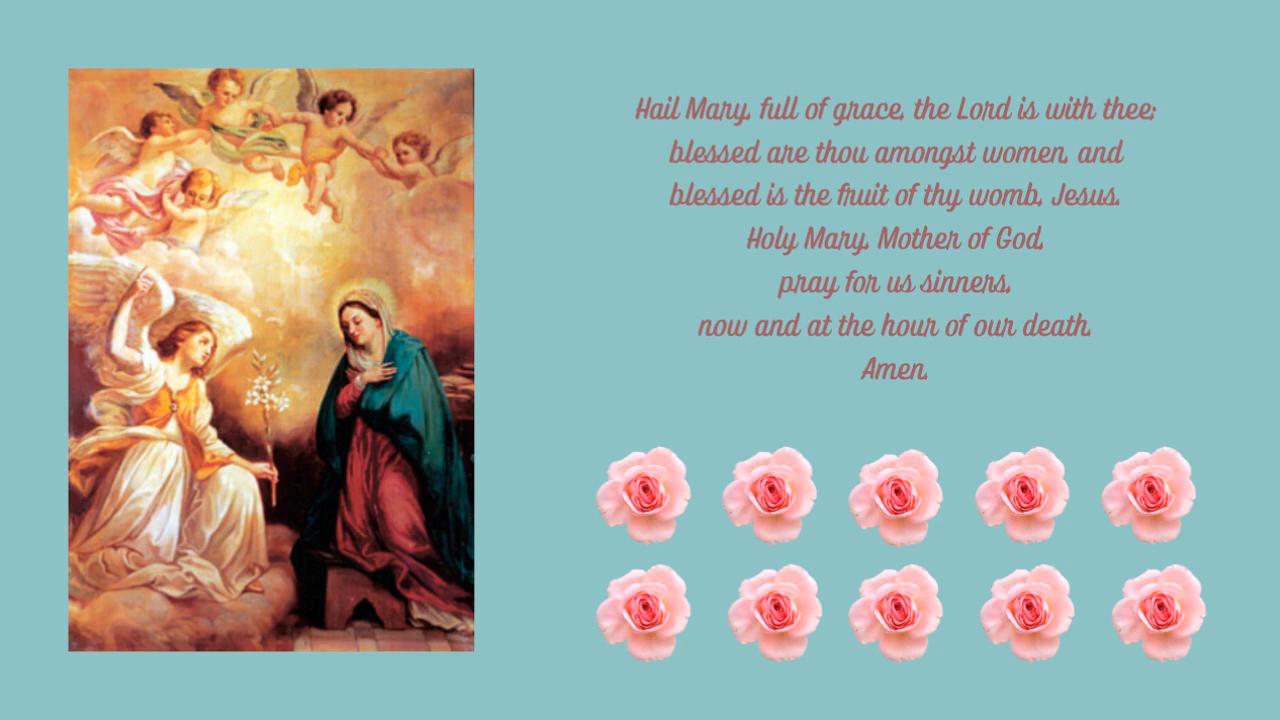 Hail Mary, full of grace, the Lord is with thee;
blessed are thou amongst women, and
blessed is the fruit of thy womb, Jesus.
Holy Mary, Mother of God,
pray for us sinners,
now and at the hour of our death.
Amen.